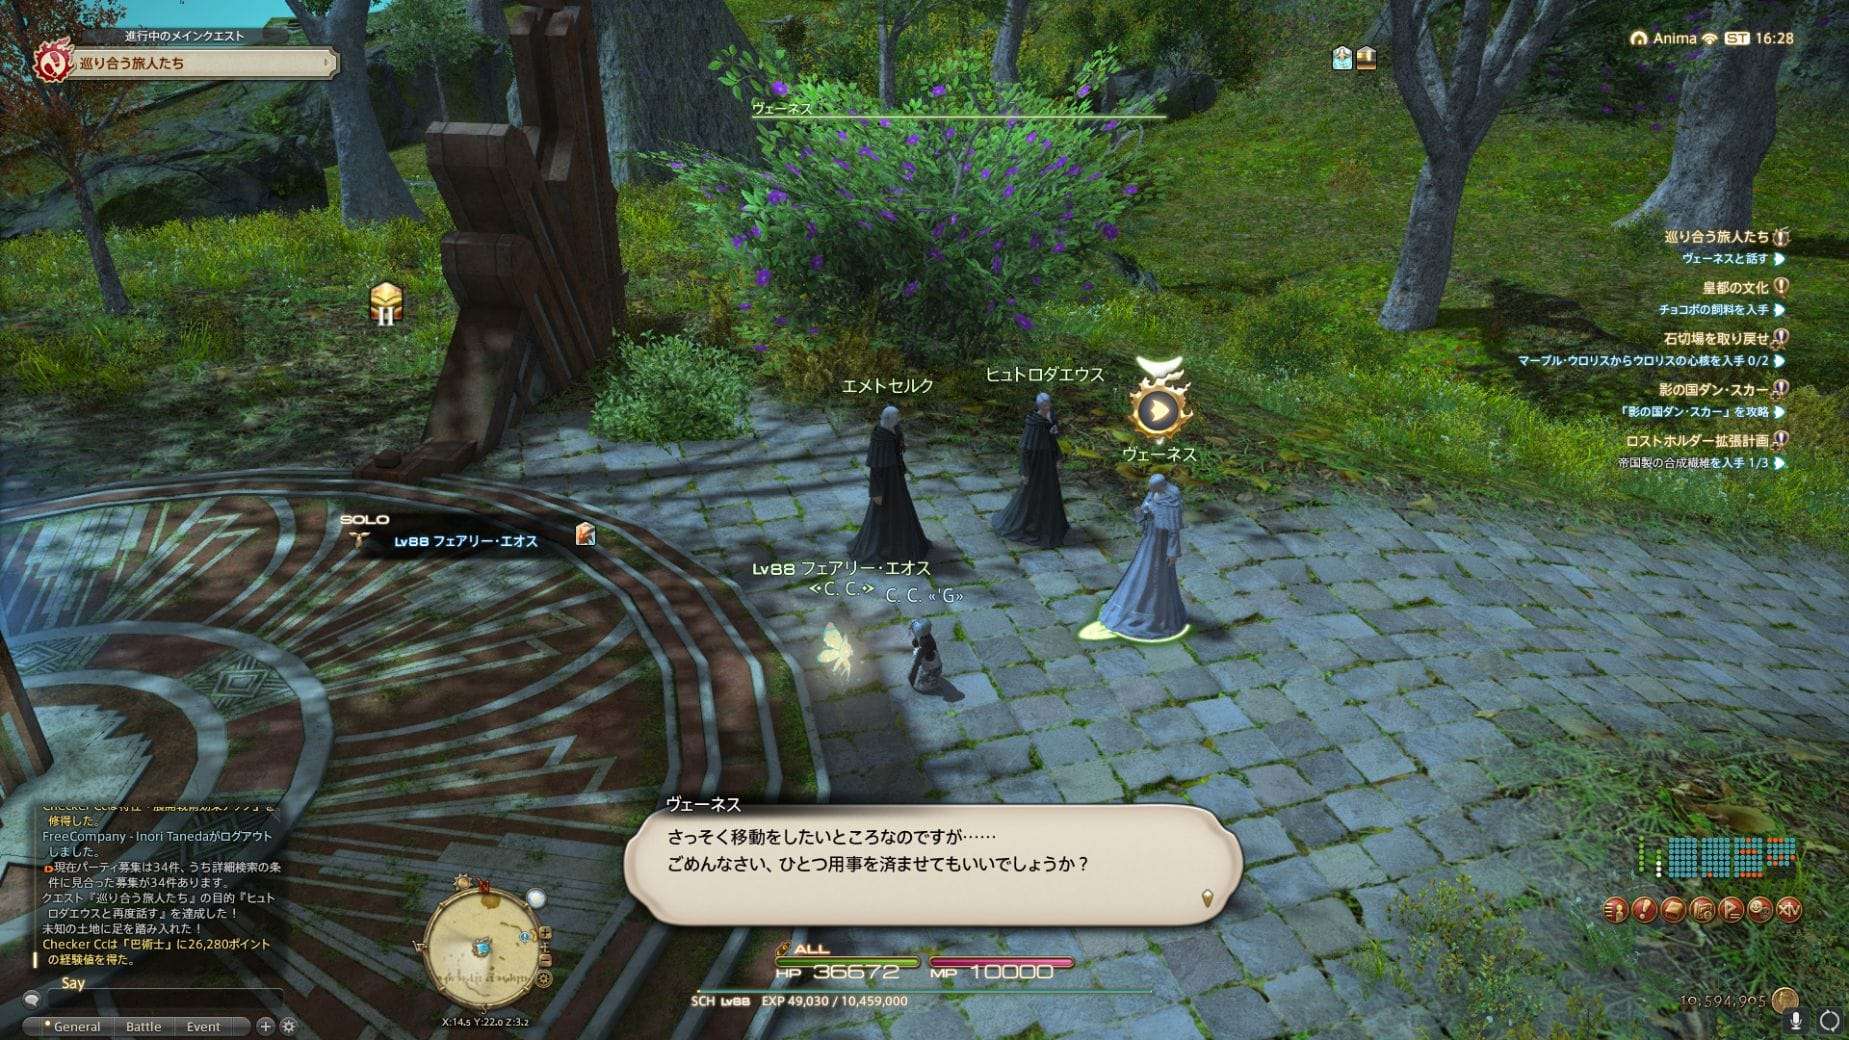 進行中のメインクエスト
巡り合う旅人たち
ヴェーネス
Anima ST 16:28
巡り合う旅人たち
ヴェーネスと話す
皇都の文化
チョコボの飼料を入手
石切場を取り戻せ
マーブル・ウロリスからウロリスの心核を入手 0/2
影の国ダン・スカー
「影の国ダン・スカー」を攻略
ロストホルダー拡張計画
帝国製の合成繊維を入手 1/3
エメトセルク
ヒュトロダエウス
ヴェーネス
SOLO
Lv88 フェアリー・エオス
Lv88 フェアリー・エオス
«C. C.»
C. C. «'G»
ヴェーネス
さっそく移動をしたいところなのですが……
ごめんなさい、ひとつ用事を済ませてもいいでしょうか？
修得した。
FreeCompany - Inori Tanedaがログアウト
しました。
現在パーティ募集は34件、うち詳細検索の条
件に見合った募集が34件あります。
クエスト『巡り合う旅人たち』の目的『ヒュト
ロダエウスと再度話す』を達成した！
未知の土地に足を踏み入れた！
Checker Ccは「巴術士」に26,280ポイント
の経験値を得た。
Say
General Battle Event
X:14.5 Y:22.0 Z:3.2
ALL
HP 36672 MP 10000
SCH Lv88 EXP 49,030 / 10,459,000
10,594,905
XIV